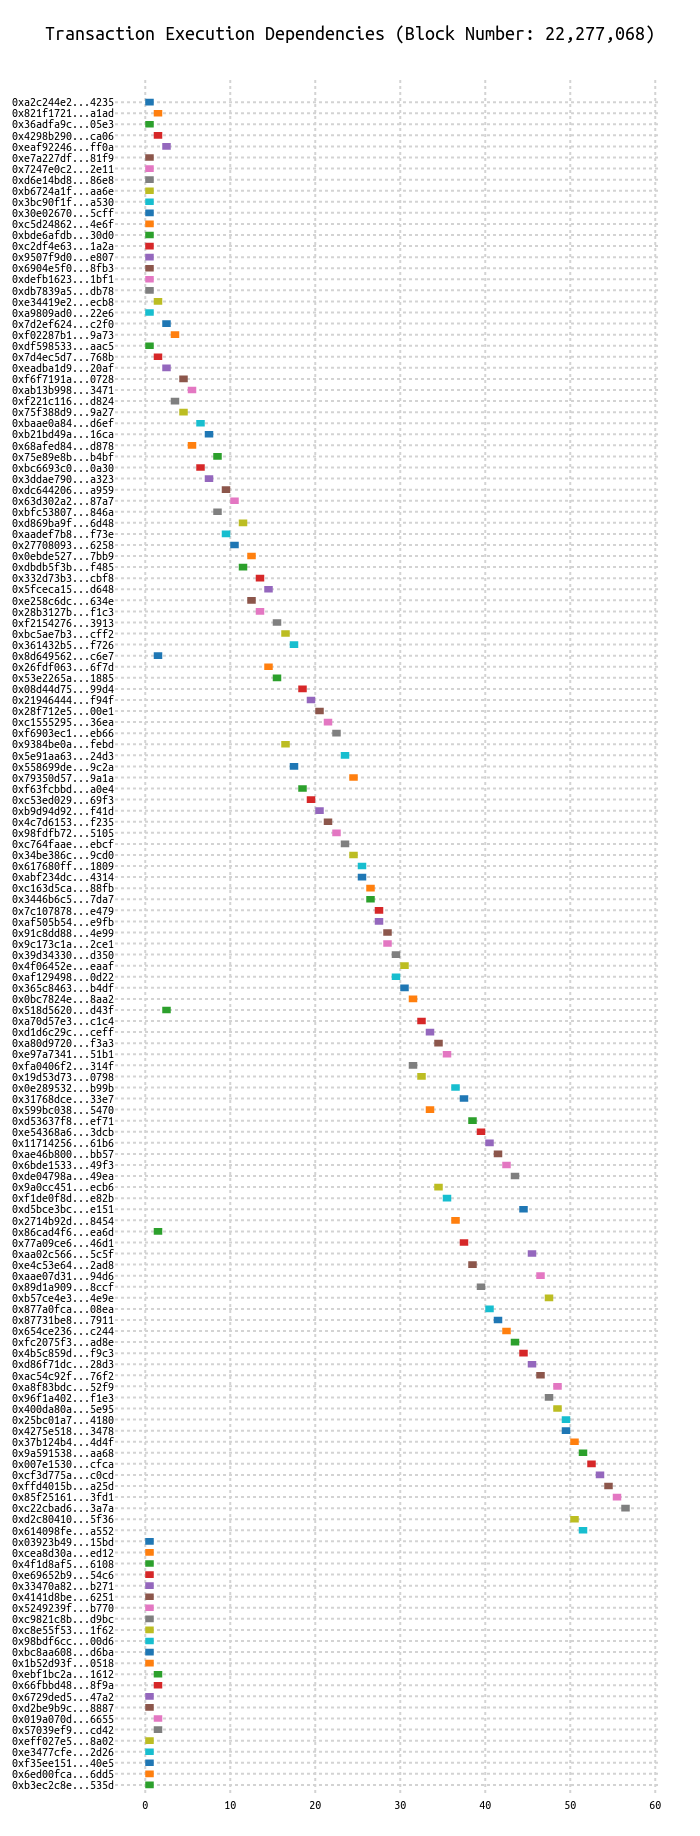 Transaction Execution Dependencies (Block Number: 22,277,068)
0xa2c244e2...4235
0x821f1721...a1ad
0x36adfa9c...05e3
0x4298b290...ca06
0xeaf92246...ff0a
0xe7a227df...81f9
0x7247e0c2...2e11
0xd6e14bd8...86e8
0xb6724a1f...aa6e
0x3bc90f1f...a530
0x30e02670...5cff
0xc5d24862...4e6f
0xbde6afdb...30d0
0xc2df4e63...1a2a
0x9507f9d0...e807
0x6904e5f0...8fb3
0xdefb1623...1bf1
0xdb7839a5...db78
0xe34419e2...ecb8
0xa9809ad0...22e6
0x7d2ef624...c2f0
0xf02287b1...9a73
0xdf598533...aac5
0x7d4ec5d7...768b
0xeadba1d9...20af
0xf6f7191a...0728
0xab13b998...3471
0xf221c116...d824
0x75f388d9...9a27
0xbaae0a84...d6ef
0xb21bd49a...16ca
0x68afed84...d878
0x75e89e8b...b4bf
0xbc6693c0...0a30
0x3ddae790...a323
0xdc644206...a959
0x63d302a2...87a7
0xbfc53807...846a
0xd869ba9f...6d48
0xaadef7b8...f73e
0x27708093...6258
0x0ebde527...7bb9
0xdbdb5f3b...f485
0x332d73b3...cbf8
0x5fceca15...d648
0xe258c6dc...634e
0x28b3127b...f1c3
0xf2154276...3913
0xbc5ae7b3...cff2
0x361432b5...f726
0x8d649562...c6e7
0x26fdf063...6f7d
0x53e2265a...1885
0x08d44d75...99d4
0x21946444...f94f
0x28f712e5...00e1
0xc1555295...36ea
0xf6903ec1...eb66
0x9384be0a...febd
0x5e91aa63...24d3
0x558699de...9c2a
0x79350d57...9a1a
0xf63fcbbd...a0e4
0xc53ed029...69f3
0xb9d94d92...f41d
0x4c7d6153...f235
0x98fdfb72...5105
0xc764faae...ebcf
0x34be386c...9cd0
0x617680ff...1809
0xabf234dc...4314
0xc163d5ca...88fb
0x3446b6c5...7da7
0x7c107878...e479
0xaf505b54...e9fb
0x91c8dd88...4e99
0x9c173c1a...2ce1
0x39d34330...d350
0x4f06452e...eaaf
0xaf129498...0d22
0x365c8463...b4df
0x0bc7824e...8aa2
0x518d5620...d43f
0xa70d57e3...c1c4
0xd1d6c29c...ceff
0xa80d9720...f3a3
0xe97a7341...51b1
0xfa0406f2...314f
0x19d53d73...0798
0x0e289532...b99b
0x31768dce...33e7
0x599bc038...5470
0xd53637f8...ef71
0xe54368a6...3dcb
0x11714256...61b6
0xae46b800...bb57
0x6bde1533...49f3
0xde04798a...49ea
0x9a0cc451...ecb6
0xf1de0f8d...e82b
0xd5bce3bc...e151
0x2714b92d...8454
0x86cad4f6...ea6d
0x77a09ce6...46d1
0xaa02c566...5c5f
0xe4c53e64...2ad8
0xaae07d31...94d6
0x89d1a909...8ccf
0xb57ce4e3...4e9e
0x877a0fca...08ea
0x87731be8...7911
0x654ce236...c244
0xfc2075f3...ad8e
0x4b5c859d...f9c3
0xd86f71dc...28d3
0xac54c92f...76f2
0xa8f83bdc...52f9
0x96f1a402...f1e3
0x400da80a...5e95
0x25bc01a7...4180
0x4275e518...3478
0x37b124b4...4d4f
0x9a591538...aa68
0x007e1530...cfca
0xcf3d775a...c0cd
0xffd4015b...a25d
0x85f25161...3fd1
0xc22cbad6...3a7a
0xd2c80410...5f36
0x614098fe...a552
0x03923b49...15bd
0xcea8d30a...ed12
0x4f1d8af5...6108
0xe69652b9...54c6
0x33470a82...b271
0x4141d8be...6251
0x5249239f...b770
0xc9821c8b...d9bc
0xc8e55f53...1f62
0x98bdf6cc...00d6
0xbc8aa608...d6ba
0x1b52d93f...0518
0xebf1bc2a...1612
0x66fbbd48...8f9a
0x6729ded5...47a2
0xd2be9b9c...8887
0x019a070d...6655
0x57039ef9...cd42
0xeff027e5...8a02
0xe3477cfe...2d26
0xf35ee151...40e5
0x6ed00fca...6dd5
0xb3ec2c8e...535d
0 10 20 30 40 50 60